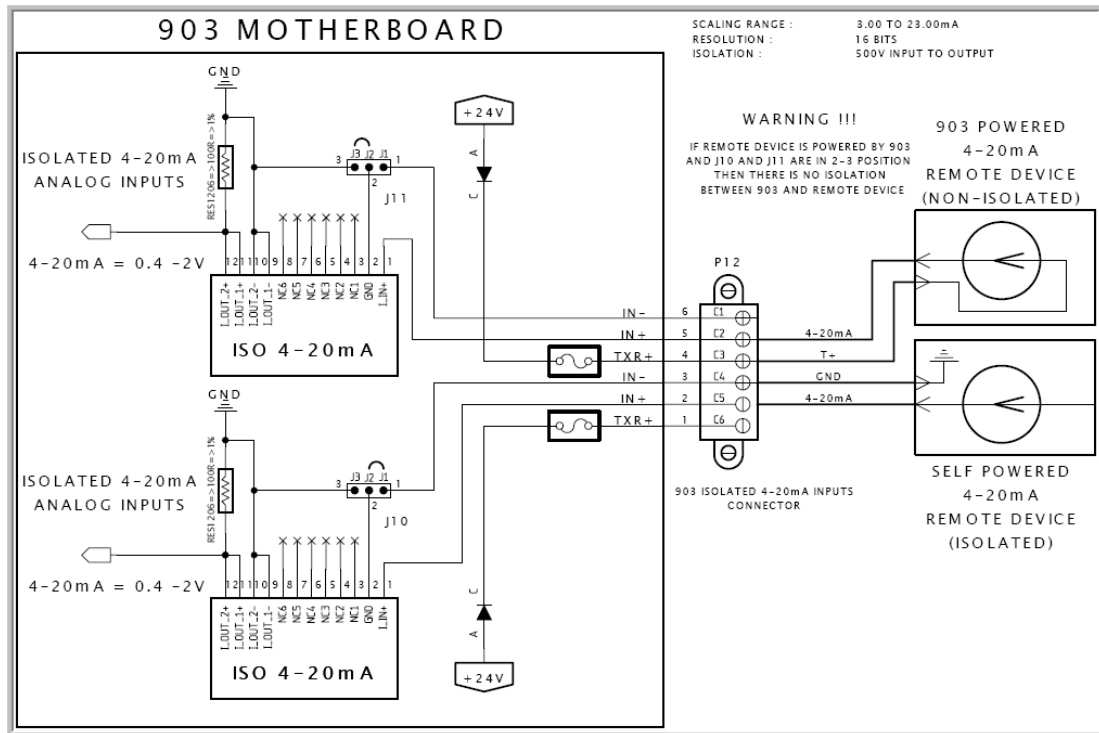 903 MOTHERBOARD
SCALING RANGE : 3.00 TO 23.00mA
RESOLUTION : 16 BITS
ISOLATION : 500V INPUT TO OUTPUT
WARNING !!!
IF REMOTE DEVICE IS POWERED BY 903
AND J10 AND J11 ARE IN 2-3 POSITION
THEN THERE IS NO ISOLATION
BETWEEN 903 AND REMOTE DEVICE
903 POWERED
4-20mA
REMOTE DEVICE
(NON-ISOLATED)
GND
RES1206=>100R=>1%
ISOLATED 4-20mA
ANALOG INPUTS
4-20mA = 0.4 -2V
3 J3 J2 J1 1
2
J11
+24V
A
C
12 11 10 9 8 7 6 5 4 3 2 1
I_OUT_2+
I_OUT_1+
I_OUT_2-
I_OUT_1-
NC6
NC5
NC4
NC3
NC2
NC1
GND
I_IN+
ISO 4-20mA
P12
IN- 6 C1
IN+ 5 C2 4-20mA
TXR+ 4 C3 T+
IN- 3 C4 GND
IN+ 2 C5 4-20mA
TXR+ 1 C6
903 ISOLATED 4-20mA INPUTS
CONNECTOR
SELF POWERED
4-20mA
REMOTE DEVICE
(ISOLATED)
GND
RES1206=>100R=>1%
ISOLATED 4-20mA
ANALOG INPUTS
4-20mA = 0.4 -2V
3 J3 J2 J1 1
2
J10
12 11 10 9 8 7 6 5 4 3 2 1
I_OUT_2+
I_OUT_1+
I_OUT_2-
I_OUT_1-
NC6
NC5
NC4
NC3
NC2
NC1
GND
I_IN+
ISO 4-20mA
C
A
+24V